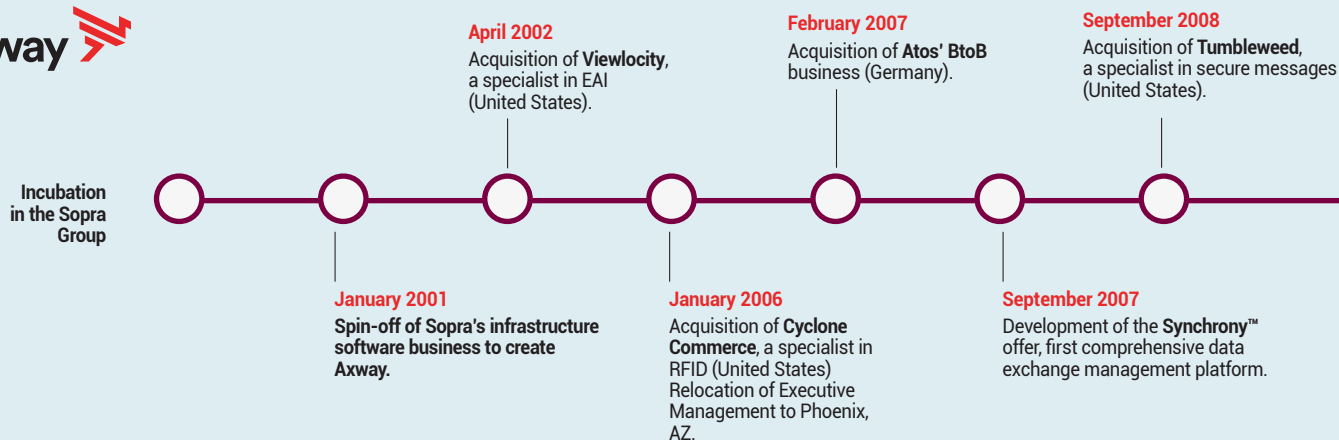 way
April 2002
Acquisition of Viewlocity,
a specialist in EAI
(United States).
February 2007
Acquisition of Atos' BtoB
business (Germany).
September 2008
Acquisition of Tumbleweed,
a specialist in secure messages
(United States).
Incubation
in the Sopra
Group
January 2001
Spin-off of Sopra's infrastructure
software business to create
Axway.
January 2006
Acquisition of Cyclone
Commerce, a specialist in
RFID (United States)
Relocation of Executive
Management to Phoenix,
AZ.
September 2007
Development of the Synchrony™
offer, first comprehensive data
exchange management platform.